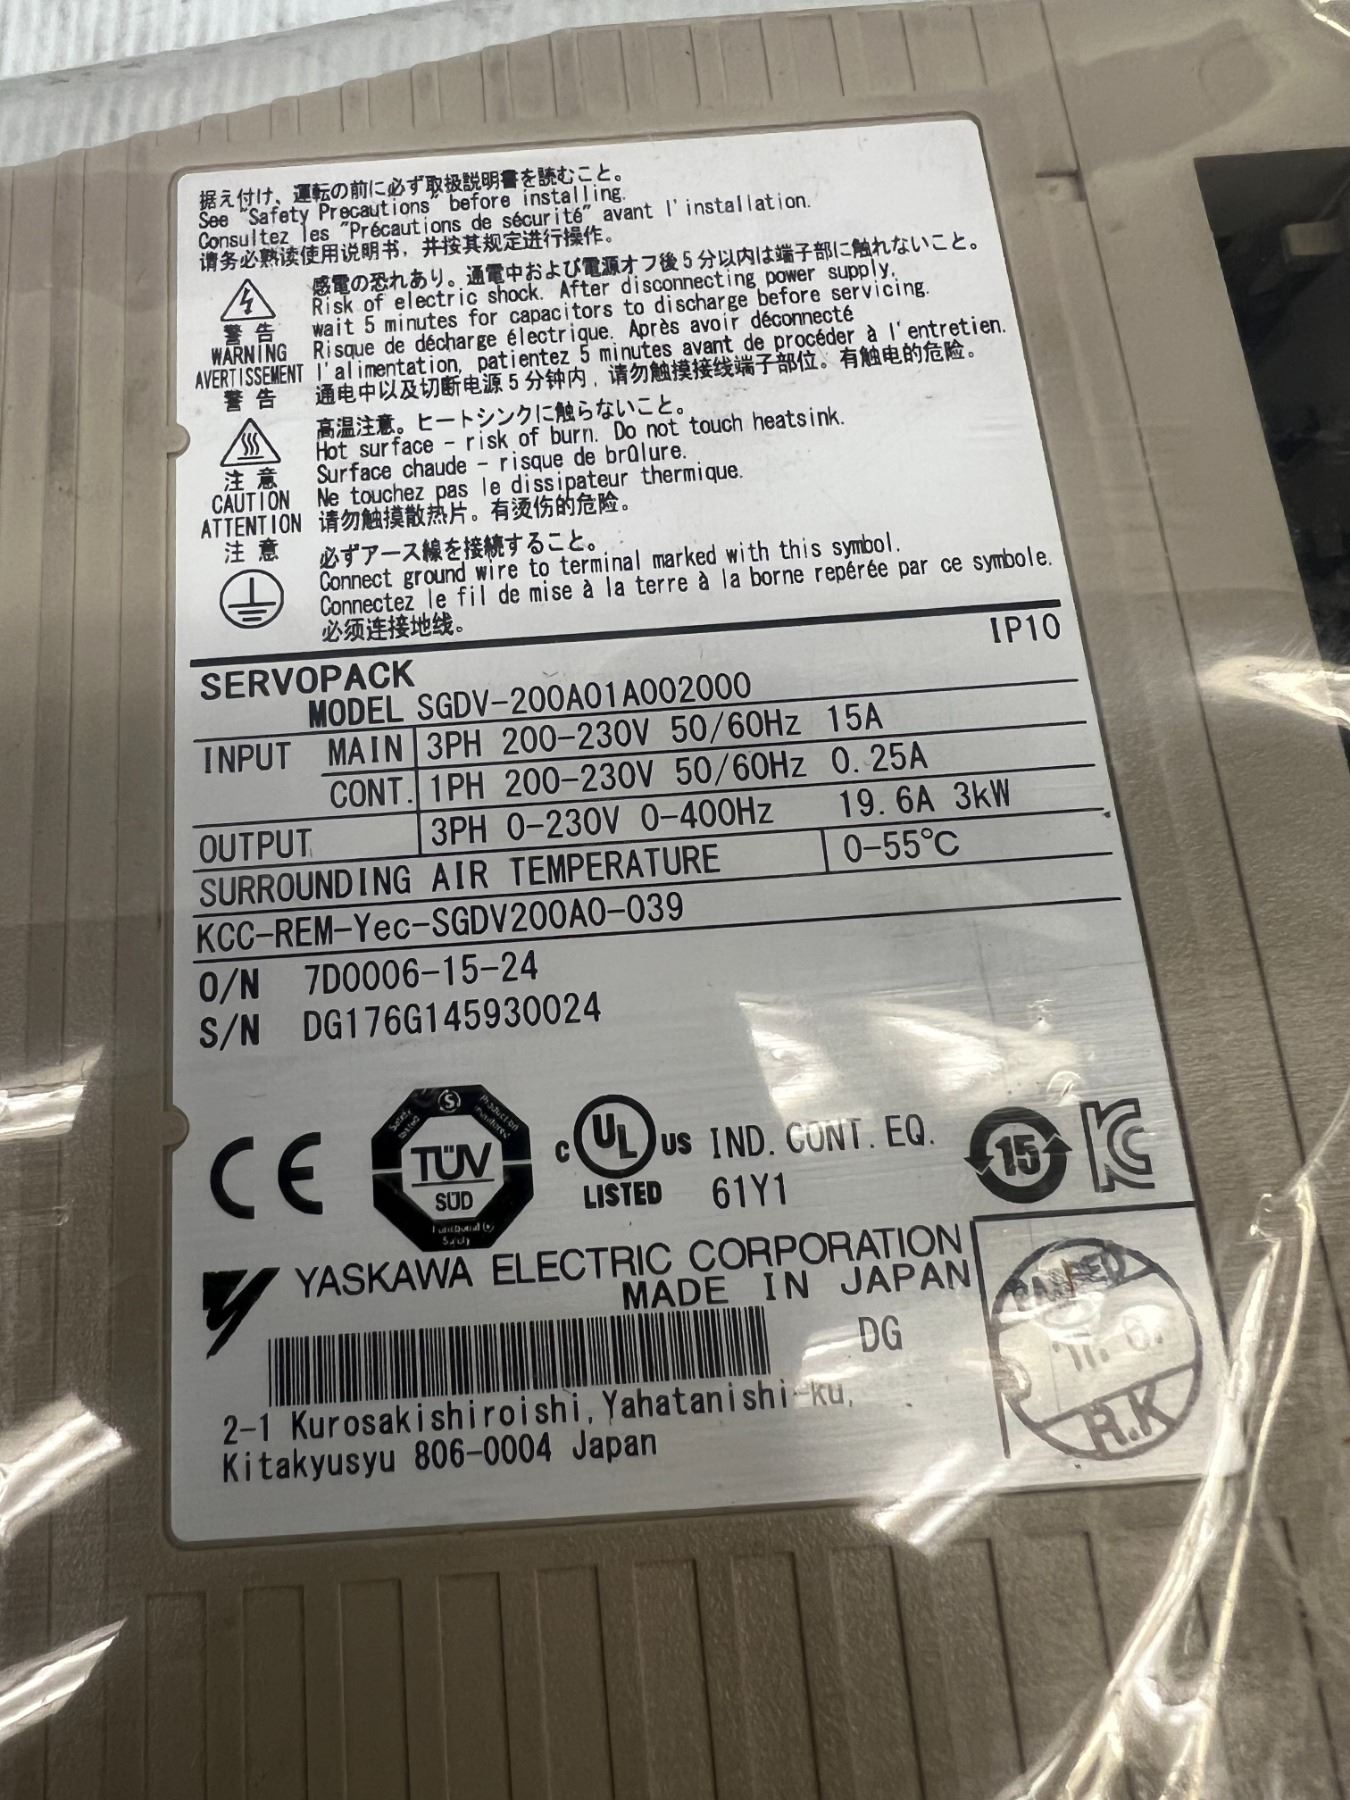 据え付け、運転の前に必ず取扱説明書を読むこと。
See "Safety Precautions" before installing.
Consultez les "Précautions de sécurité" avant l'installation.
请务必熟读使用说明书，并按其规定进行操作。
感電の恐れあり。通電中および電源オフ後5分以内は端子部に触れないこと。
Risk of electric shock. After disconnecting power supply,
wait 5 minutes for capacitors to discharge before servicing.
Risque de décharge électrique. Après avoir déconnecté
l'alimentation, patientez 5 minutes avant de procéder à l'entretien.
通电中以及切断电源5分钟内，请勿触摸接线端子部位。有触电的危险。
警告
WARNING
AVERTISSEMENT
警告
高温注意。ヒートシンクに触らないこと。
Hot surface - risk of burn. Do not touch heatsink.
Surface chaude - risque de brûlure.
Ne touchez pas le dissipateur thermique.
请勿触摸散热片。有烫伤的危险。
注意
CAUTION
ATTENTION
注意
必ずアース線を接続すること。
Connect ground wire to terminal marked with this symbol.
Connectez le fil de mise à la terre à la borne repérée par ce symbole.
必须连接地线。
IP10
SERVOPACK
MODEL SGDV-200A01A002000
INPUT MAIN 3PH 200-230V 50/60Hz 15A
CONT. 1PH 200-230V 50/60Hz 0.25A
OUTPUT 3PH 0-230V 0-400Hz 19.6A 3kW
SURROUNDING AIR TEMPERATURE 0-55℃
KCC-REM-Yec-SGDV200A0-039
O/N 7D0006-15-24
S/N DG176G145930024
CE
TÜV
SÜD
Functional
Safety
c UL US IND. CONT. EQ.
LISTED 61Y1
15
YASKAWA ELECTRIC CORPORATION
MADE IN JAPAN
DG
2-1 Kurosakishiroishi, Yahatanishi-ku,
Kitakyusyu 806-0004 Japan
PASSED
R.K